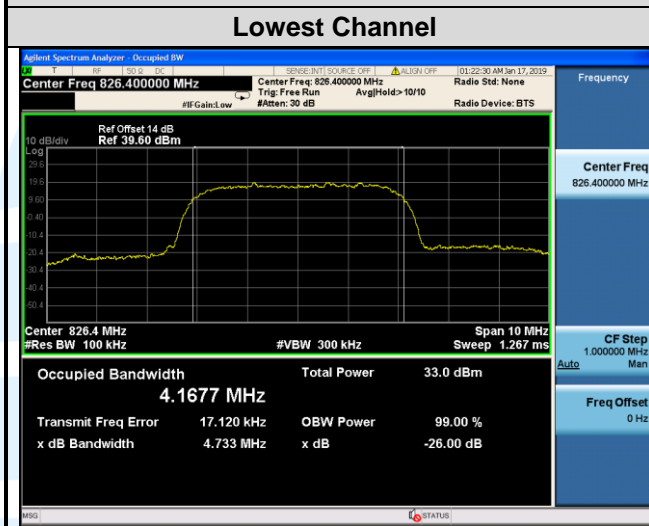 Lowest Channel
Agilent Spectrum Analyzer - Occupied BW
T RF 50 Ω DC SENSE:INT SOURCE OFF ALIGN OFF 01:22:30 AM Jan 17, 2019
Center Freq 826.400000 MHz Center Freq: 826.400000 MHz Radio Std: None Frequency
Trig: Free Run Avg|Hold:> 10/10
#IFGain:Low #Atten: 30 dB Radio Device: BTS
Ref Offset 14 dB
10 dB/div Ref 39.60 dBm
Log
29.6
19.6
9.60
-0.40
-10.4
-20.4
-30.4
-40.4
-50.4
Center Freq
826.400000 MHz
Center 826.4 MHz Span 10 MHz
#Res BW 100 kHz #VBW 300 kHz Sweep 1.267 ms
CF Step
1.000000 MHz
Auto Man
Occupied Bandwidth Total Power 33.0 dBm
4.1677 MHz
Transmit Freq Error 17.120 kHz OBW Power 99.00 %
x dB Bandwidth 4.733 MHz x dB -26.00 dB
Freq Offset
0 Hz
MSG STATUS